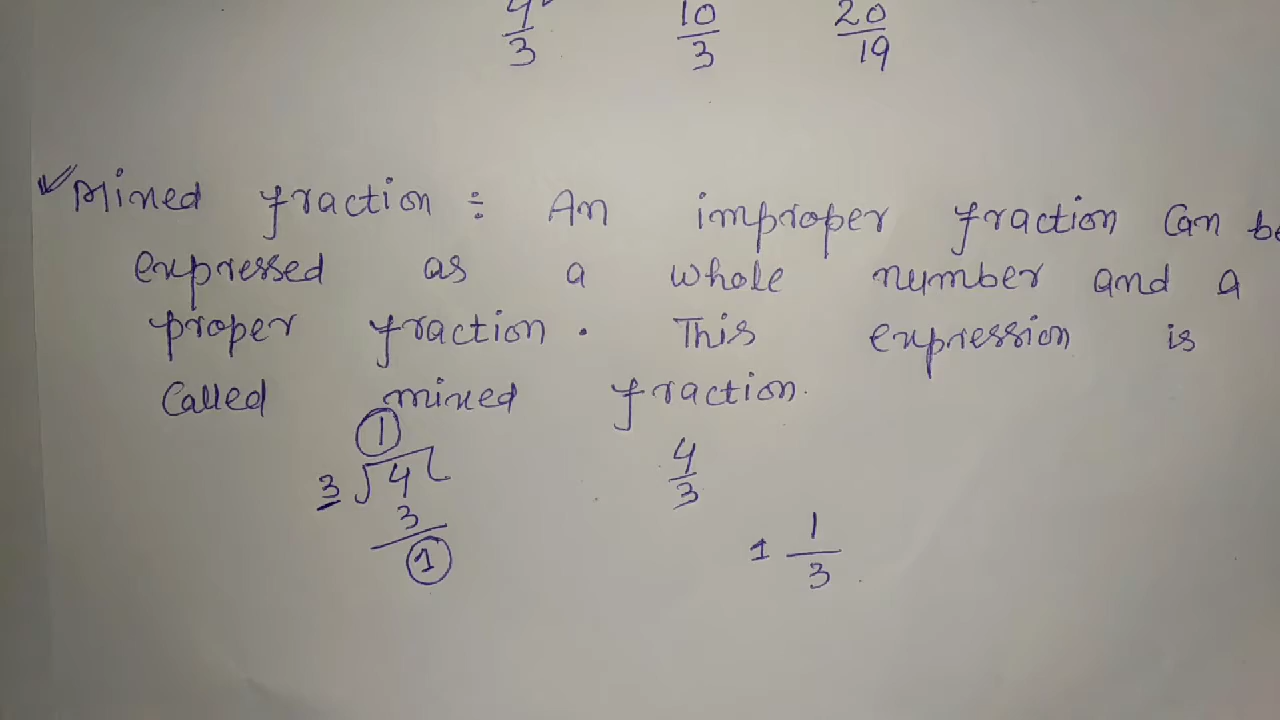 4/3 10/3 20/19
✓ Mixed fraction ÷ An improper fraction can be
expressed as a whole number and a
proper fraction. This expression is
called mixed fraction.
1
3 √4 4/3
3
1 1 1/3